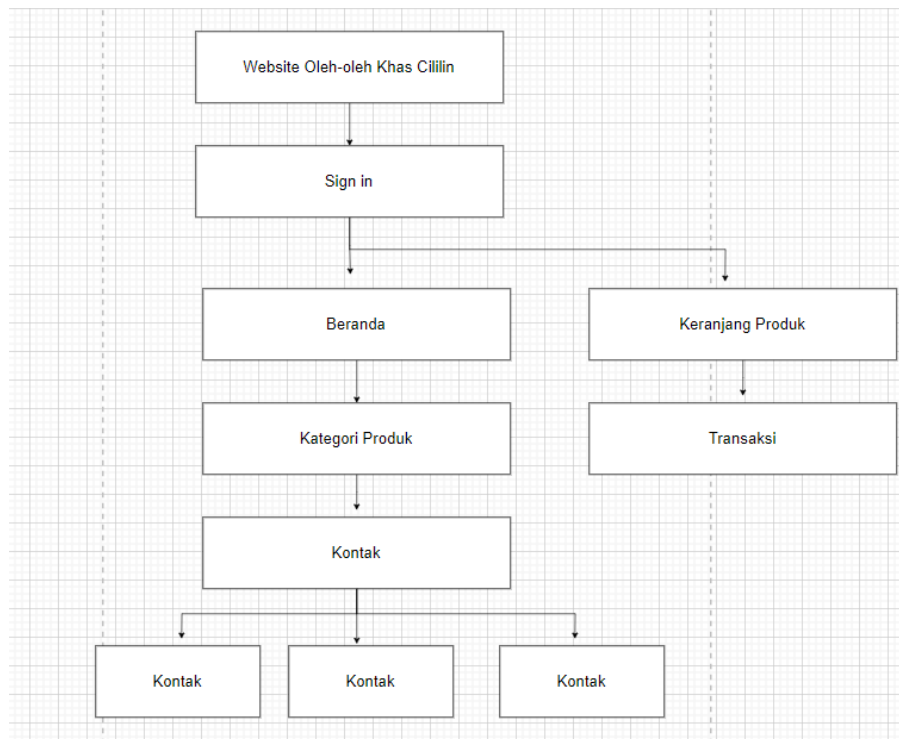 Website Oleh-oleh Khas Cililin
Sign in
Beranda
Keranjang Produk
Kategori Produk
Transaksi
Kontak
Kontak
Kontak
Kontak